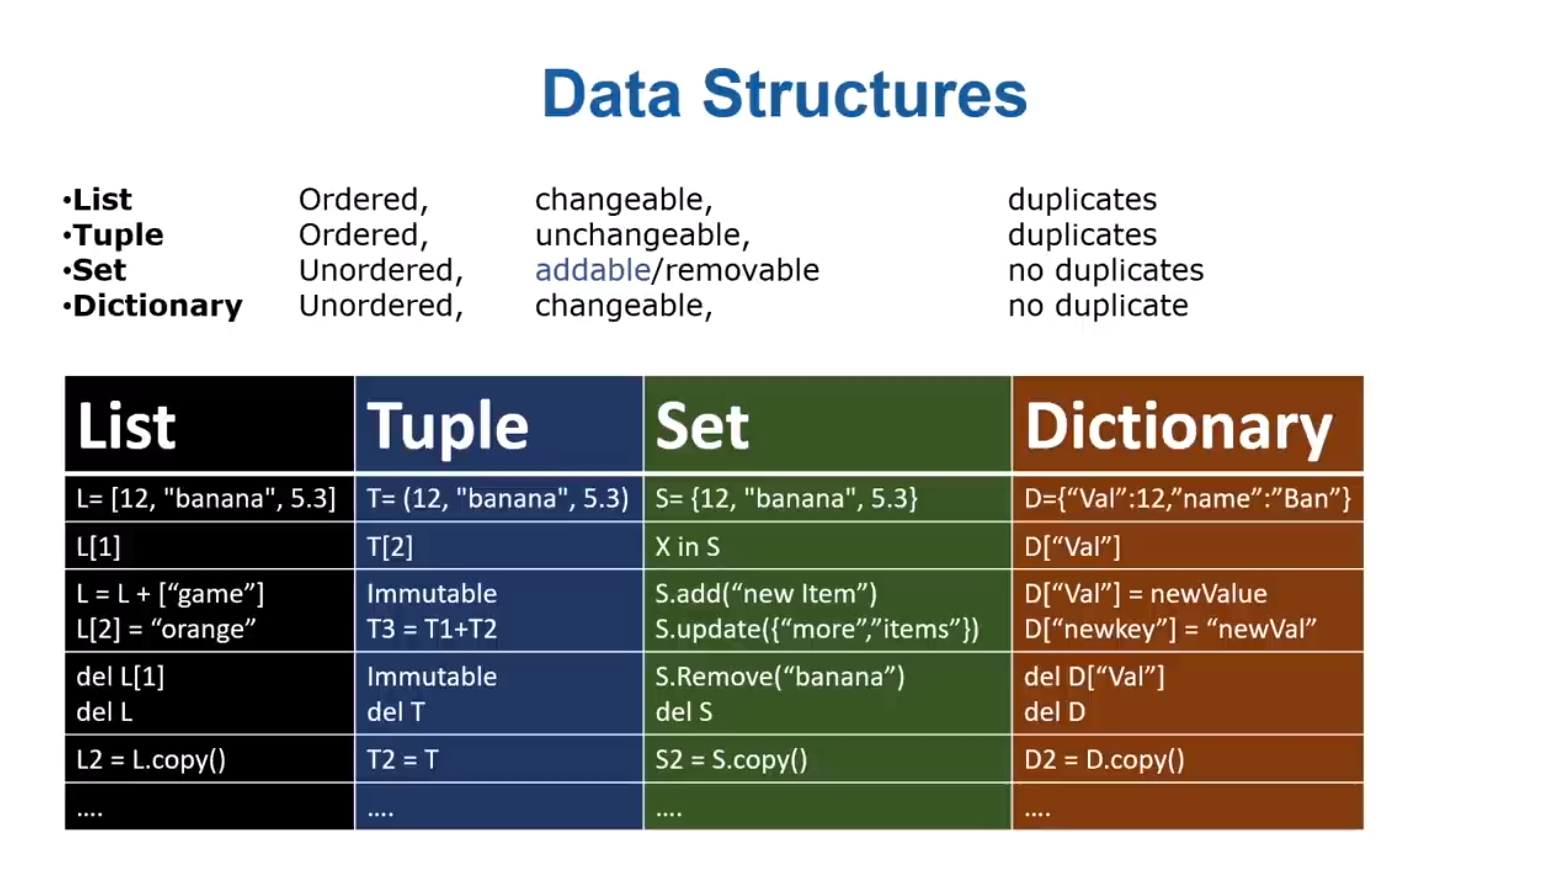 Data Structures
•List Ordered, changeable, duplicates
•Tuple Ordered, unchangeable, duplicates
•Set Unordered, addable/removable no duplicates
•Dictionary Unordered, changeable, no duplicate
List Tuple Set Dictionary
L= [12, "banana", 5.3] T= (12, "banana", 5.3) S= {12, "banana", 5.3} D={“Val”:12,”name”:”Ban”}
L[1] T[2] X in S D[“Val”]
L = L + [“game”] Immutable S.add(“new Item”) D[“Val”] = newValue
L[2] = “orange” T3 = T1+T2 S.update({“more”,”items”}) D[“newkey”] = “newVal”
del L[1] Immutable S.Remove(“banana”) del D[“Val”]
del L del T del S del D
L2 = L.copy() T2 = T S2 = S.copy() D2 = D.copy()
.... .... .... ....